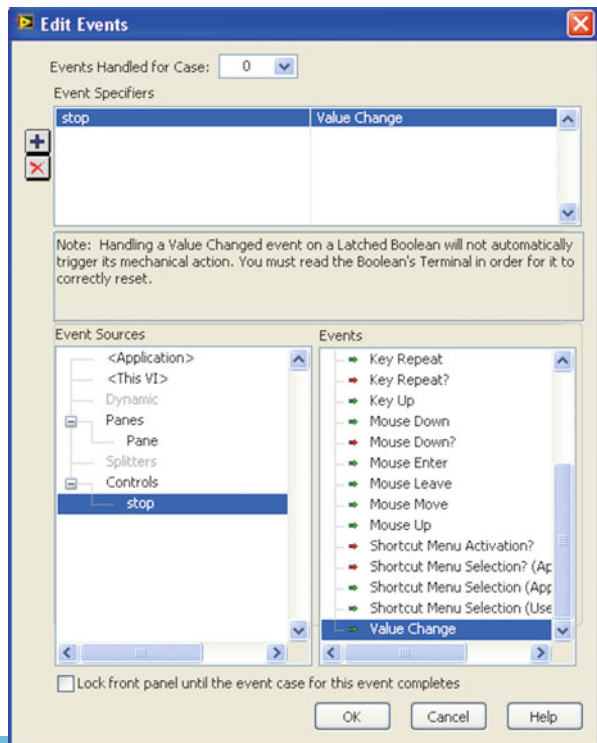 Edit Events
Events Handled for Case: 0
Event Specifiers
stop Value Change
Note: Handling a Value Changed event on a Latched Boolean will not automatically
trigger its mechanical action. You must read the Boolean's Terminal in order for it to
correctly reset.
Event Sources
<Application>
<This VI>
Dynamic
Panes
Pane
Splitters
Controls
stop
Events
Key Repeat
Key Repeat?
Key Up
Mouse Down
Mouse Down?
Mouse Enter
Mouse Leave
Mouse Move
Mouse Up
Shortcut Menu Activation?
Shortcut Menu Selection? (Ap
Shortcut Menu Selection (App
Shortcut Menu Selection (Use
Value Change
Lock front panel until the event case for this event completes
OK Cancel Help